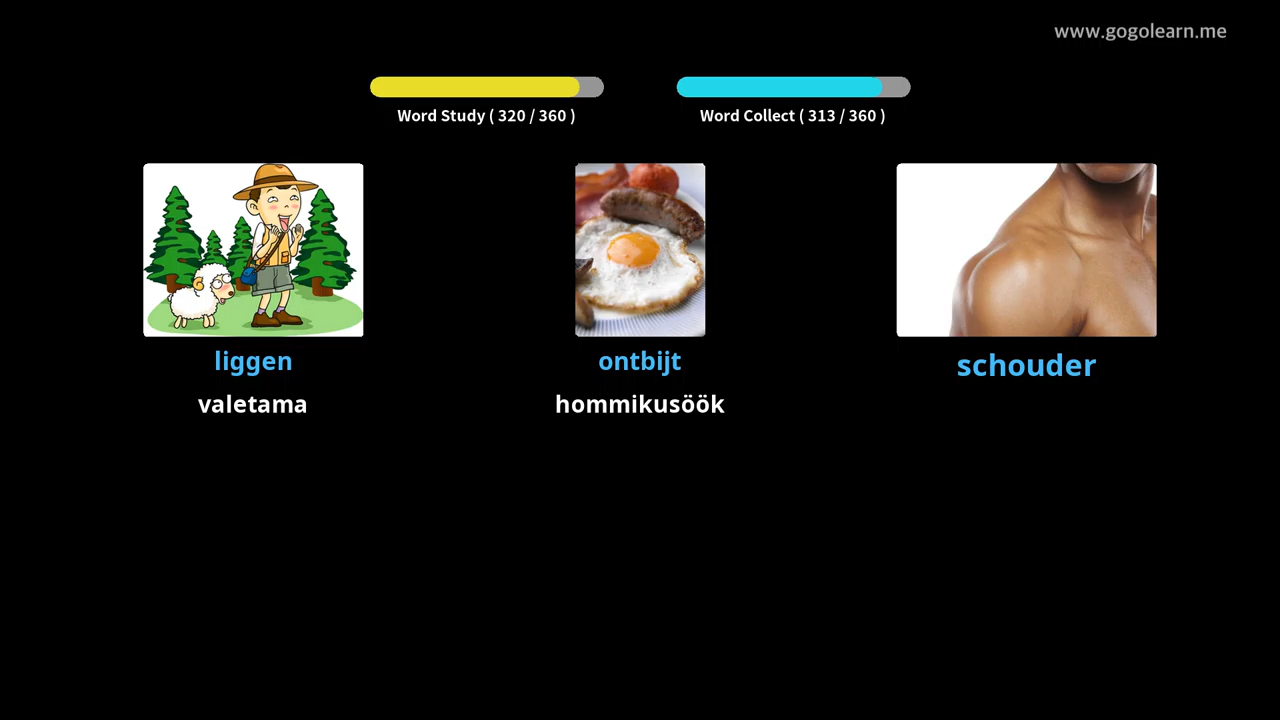 www.gogolearn.me
Word Study ( 320 / 360 )
Word Collect ( 313 / 360 )
liggen
valetama
ontbijt
hommikusöök
schouder